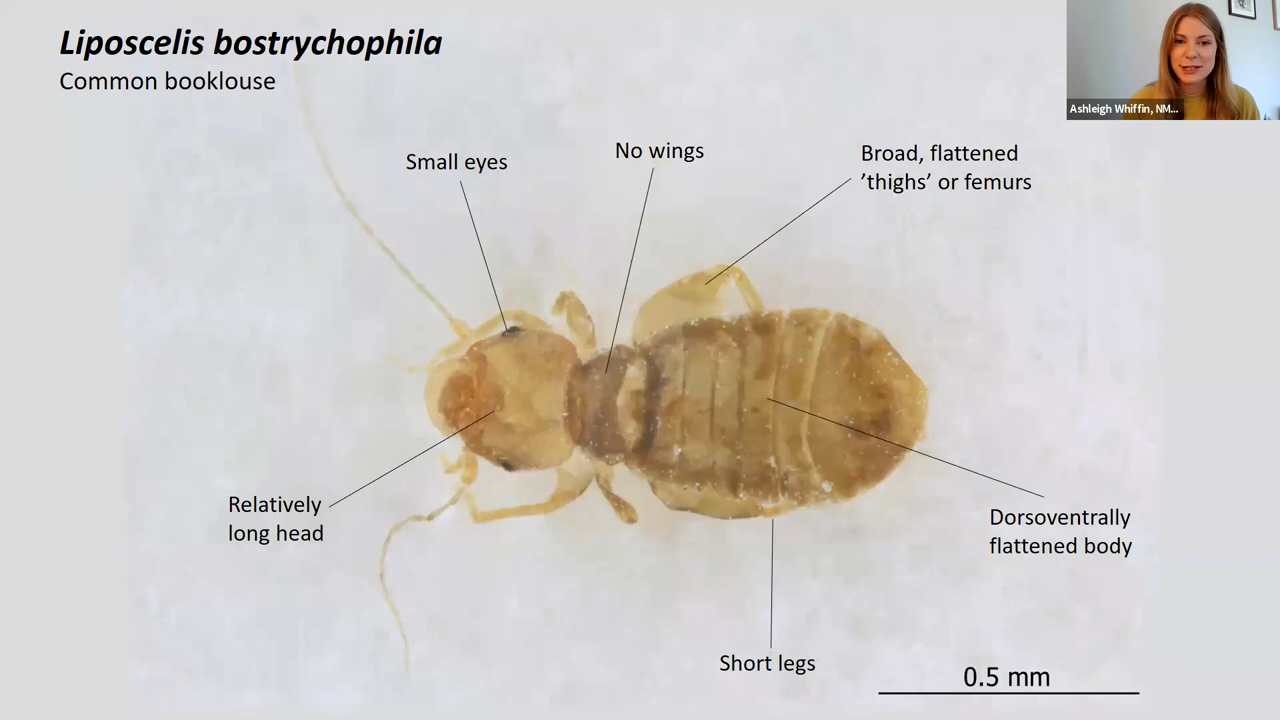 Liposcelis bostrychophila
Common booklouse
Ashleigh Whiffin, NM...
Small eyes
No wings
Broad, flattened
’thighs’ or femurs
Relatively
long head
Dorsoventrally
flattened body
Short legs
0.5 mm